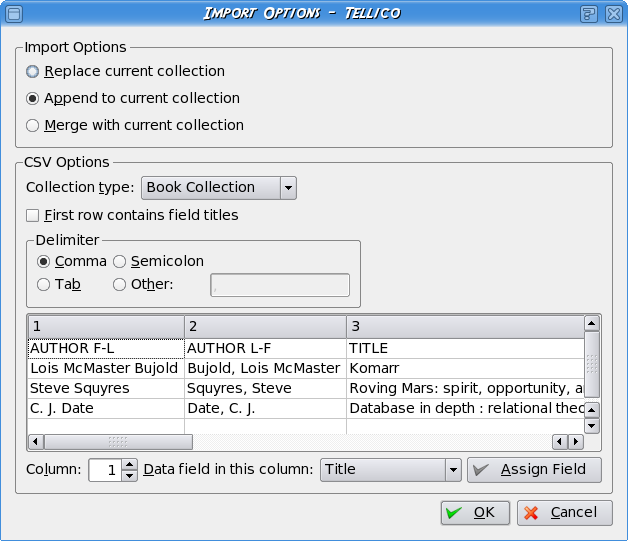 Import Options - Tellico
Import Options
Replace current collection
Append to current collection
Merge with current collection
CSV Options
Collection type: Book Collection
First row contains field titles
Delimiter
Comma Semicolon
Tab Other: ,
1 2 3
AUTHOR F-L AUTHOR L-F TITLE
Lois McMaster Bujold Bujold, Lois McMaster Komarr
Steve Squyres Squyres, Steve Roving Mars: spirit, opportunity, a
C. J. Date Date, C. J. Database in depth : relational theo
Column: 1 Data field in this column: Title Assign Field
OK Cancel